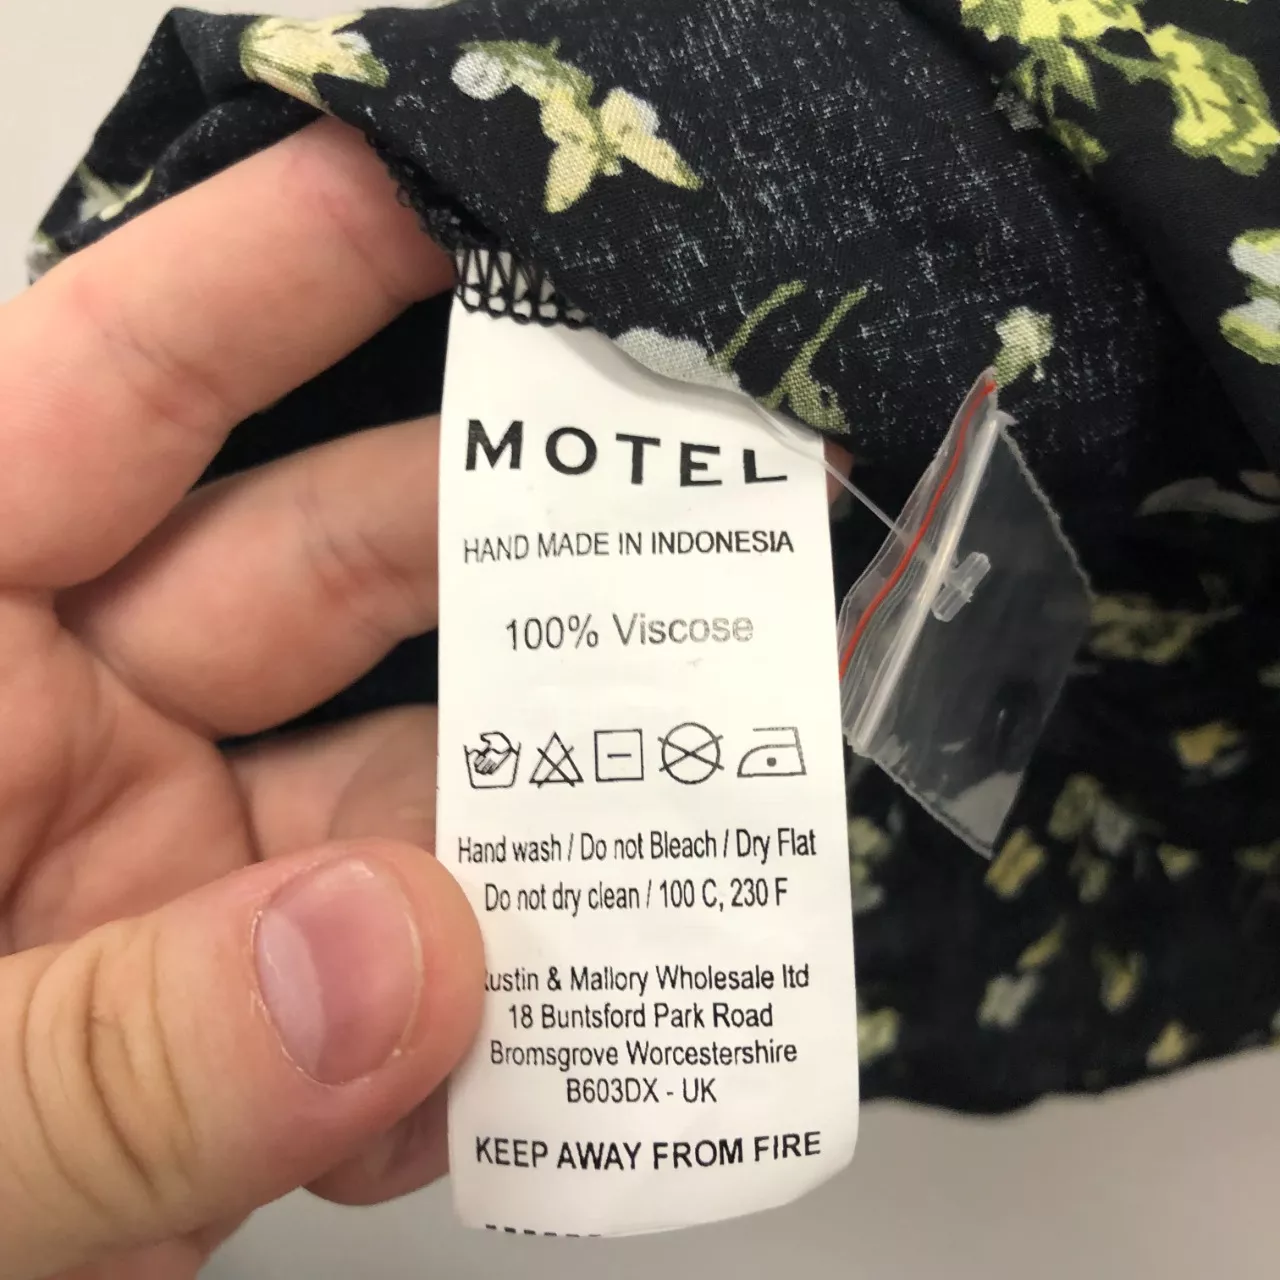 MOTEL
HAND MADE IN INDONESIA
100% Viscose
Hand wash / Do not Bleach / Dry Flat
Do not dry clean / 100 C, 230 F
& Mallory Wholesale ltd
18 Buntsford Park Road
Bromsgrove Worcestershire
B603DX - UK
KEEP AWAY FROM FIRE